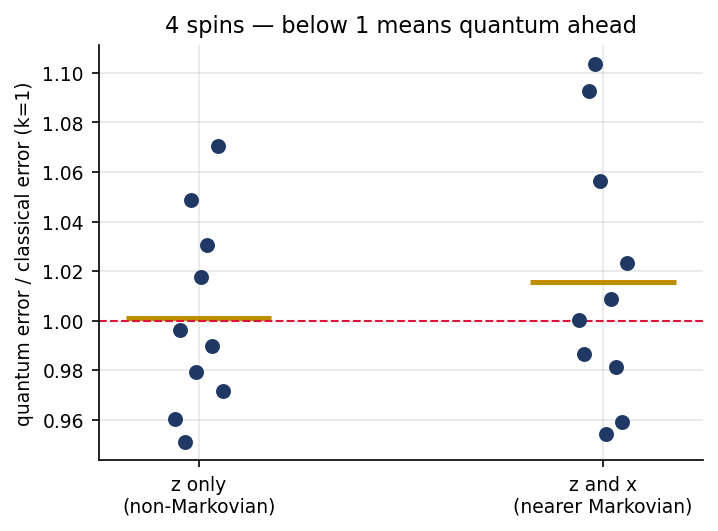 4 spins — below 1 means quantum ahead
quantum error / classical error (k=1)
1.10
1.08
1.06
1.04
1.02
1.00
0.98
0.96
z only
(non-Markovian)
z and x
(nearer Markovian)